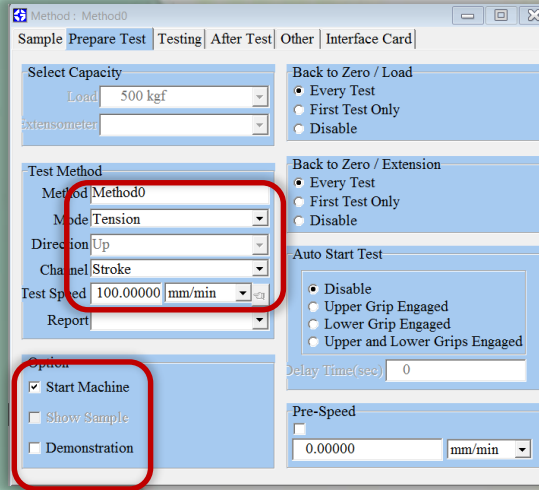 Method : Method0
Sample Prepare Test Testing After Test Other Interface Card
Select Capacity
Load 500 kgf
Extensometer
Test Method
Method Method0
Mode Tension
Direction Up
Channel Stroke
Test Speed 100.00000 mm/min
Report
Option
Start Machine
Show Sample
Demonstration
Back to Zero / Load
Every Test
First Test Only
Disable
Back to Zero / Extension
Every Test
First Test Only
Disable
Auto Start Test
Disable
Upper Grip Engaged
Lower Grip Engaged
Upper and Lower Grips Engaged
Delay Time(sec) 0
Pre-Speed
0.00000 mm/min